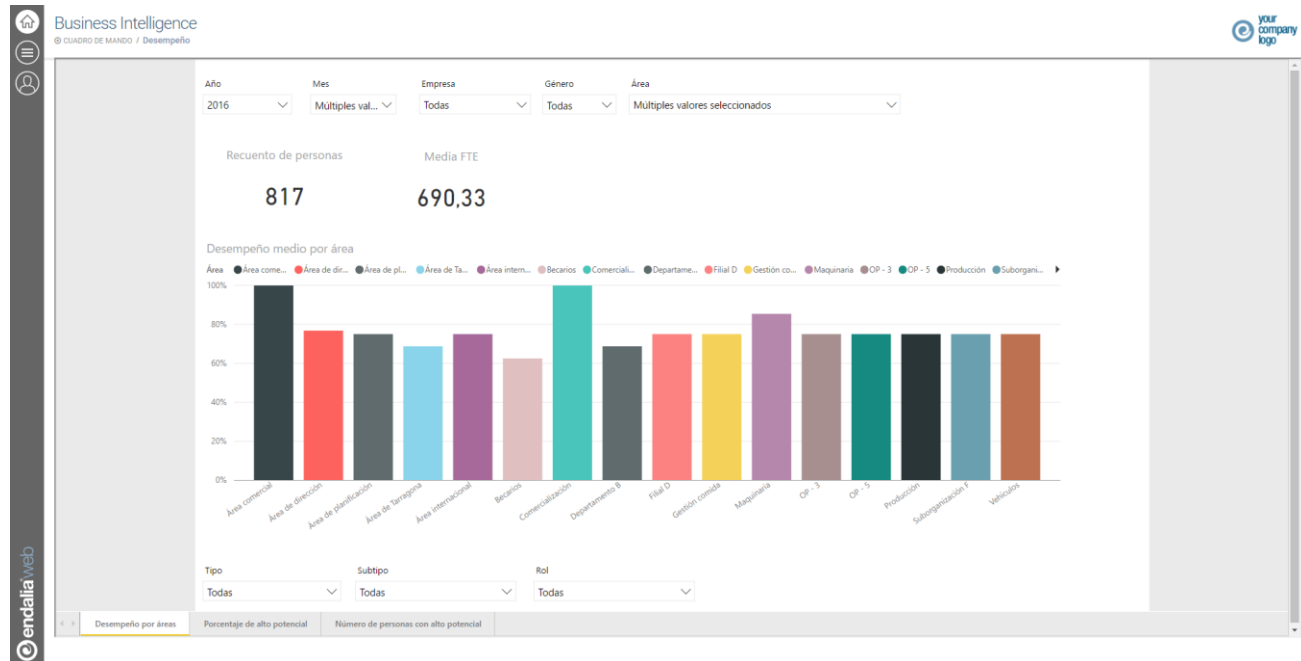 Business Intelligence
CUADRO DE MANDO / Desempeño
your
company
logo
Año Mes Empresa Género Área
2016 Múltiples val... Todas Todas Múltiples valores seleccionados
Recuento de personas Media FTE
817 690,33
Desempeño medio por área
Área Área come... Área de dir... Área de pl... Área de Ta... Área intern... Becarios Comerciali... Departame... Filial D Gestión co... Maquinaria OP - 3 OP - 5 Producción Suborgani...
100%
80%
60%
40%
20%
0%
Área comercial Área de dirección Área de planificación Área de Tarragona Área internacional Becarios Comercialización Departamento B Filial D Gestión comida Maquinaria OP - 3 OP - 5 Producción Suborganización F Vehiculos
Tipo Subtipo Rol
Todas Todas Todas
Desempeño por áreas Porcentaje de alto potencial Número de personas con alto potencial
endalia web